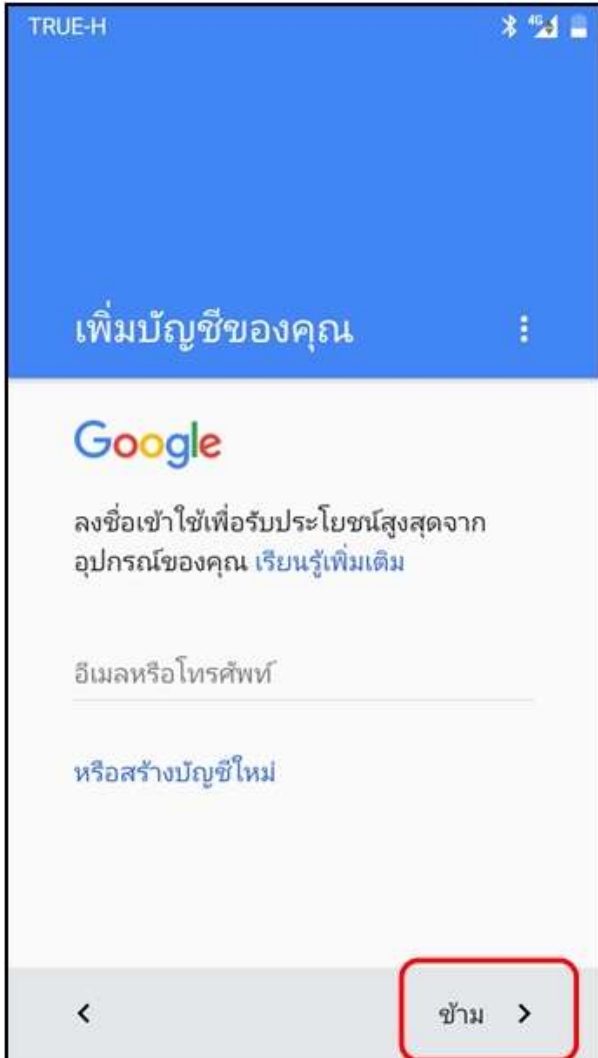 TRUE-H
4G
เพิ่มบัญชีของคุณ
Google
ลงชื่อเข้าใช้เพื่อรับประโยชน์สูงสุดจาก
อุปกรณ์ของคุณ เรียนรู้เพิ่มเติม
อีเมลหรือโทรศัพท์
หรือสร้างบัญชีใหม่
ข้าม